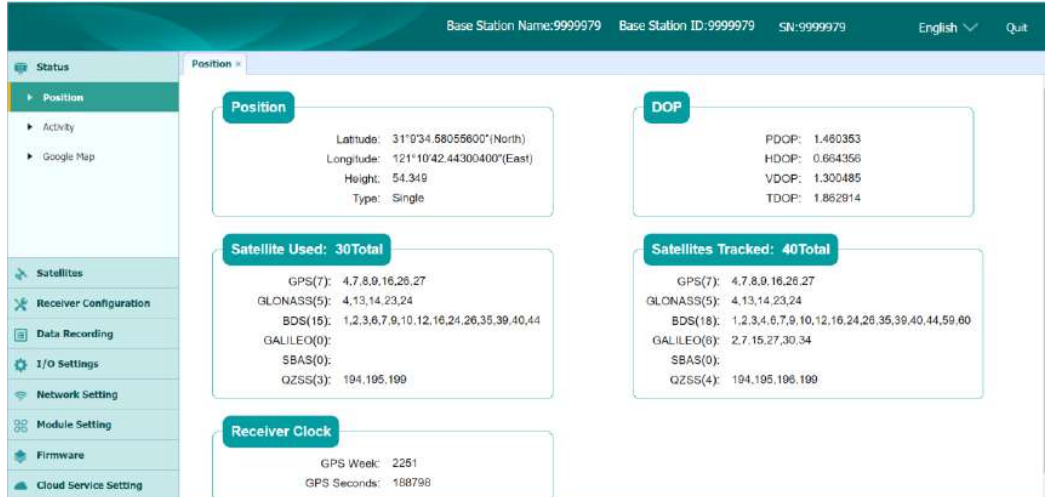 Base Station Name:9999979 Base Station ID:9999979 SN:9999979 English Quit
Status
Position
Activity
Google Map
Satellites
Receiver Configuration
Data Recording
I/O Settings
Network Setting
Module Setting
Firmware
Cloud Service Setting
Position ×
Position
Latitude: 31°9'34.58055600"(North)
Longitude: 121°10'42.44300400"(East)
Height: 54.349
Type: Single
DOP
PDOP: 1.460353
HDOP: 0.664356
VDOP: 1.300485
TDOP: 1.862914
Satellite Used: 30Total
GPS(7): 4,7,8,9,16,26,27
GLONASS(5): 4,13,14,23,24
BDS(15): 1,2,3,6,7,9,10,12,16,24,26,35,39,40,44
GALILEO(0):
SBAS(0):
QZSS(3): 194,195,199
Satellites Tracked: 40Total
GPS(7): 4,7,8,9,16,26,27
GLONASS(5): 4,13,14,23,24
BDS(18): 1,2,3,4,6,7,9,10,12,16,24,26,35,39,40,44,59,60
GALILEO(6): 2,7,15,27,30,34
SBAS(0):
QZSS(4): 194,195,196,199
Receiver Clock
GPS Week: 2251
GPS Seconds: 188798